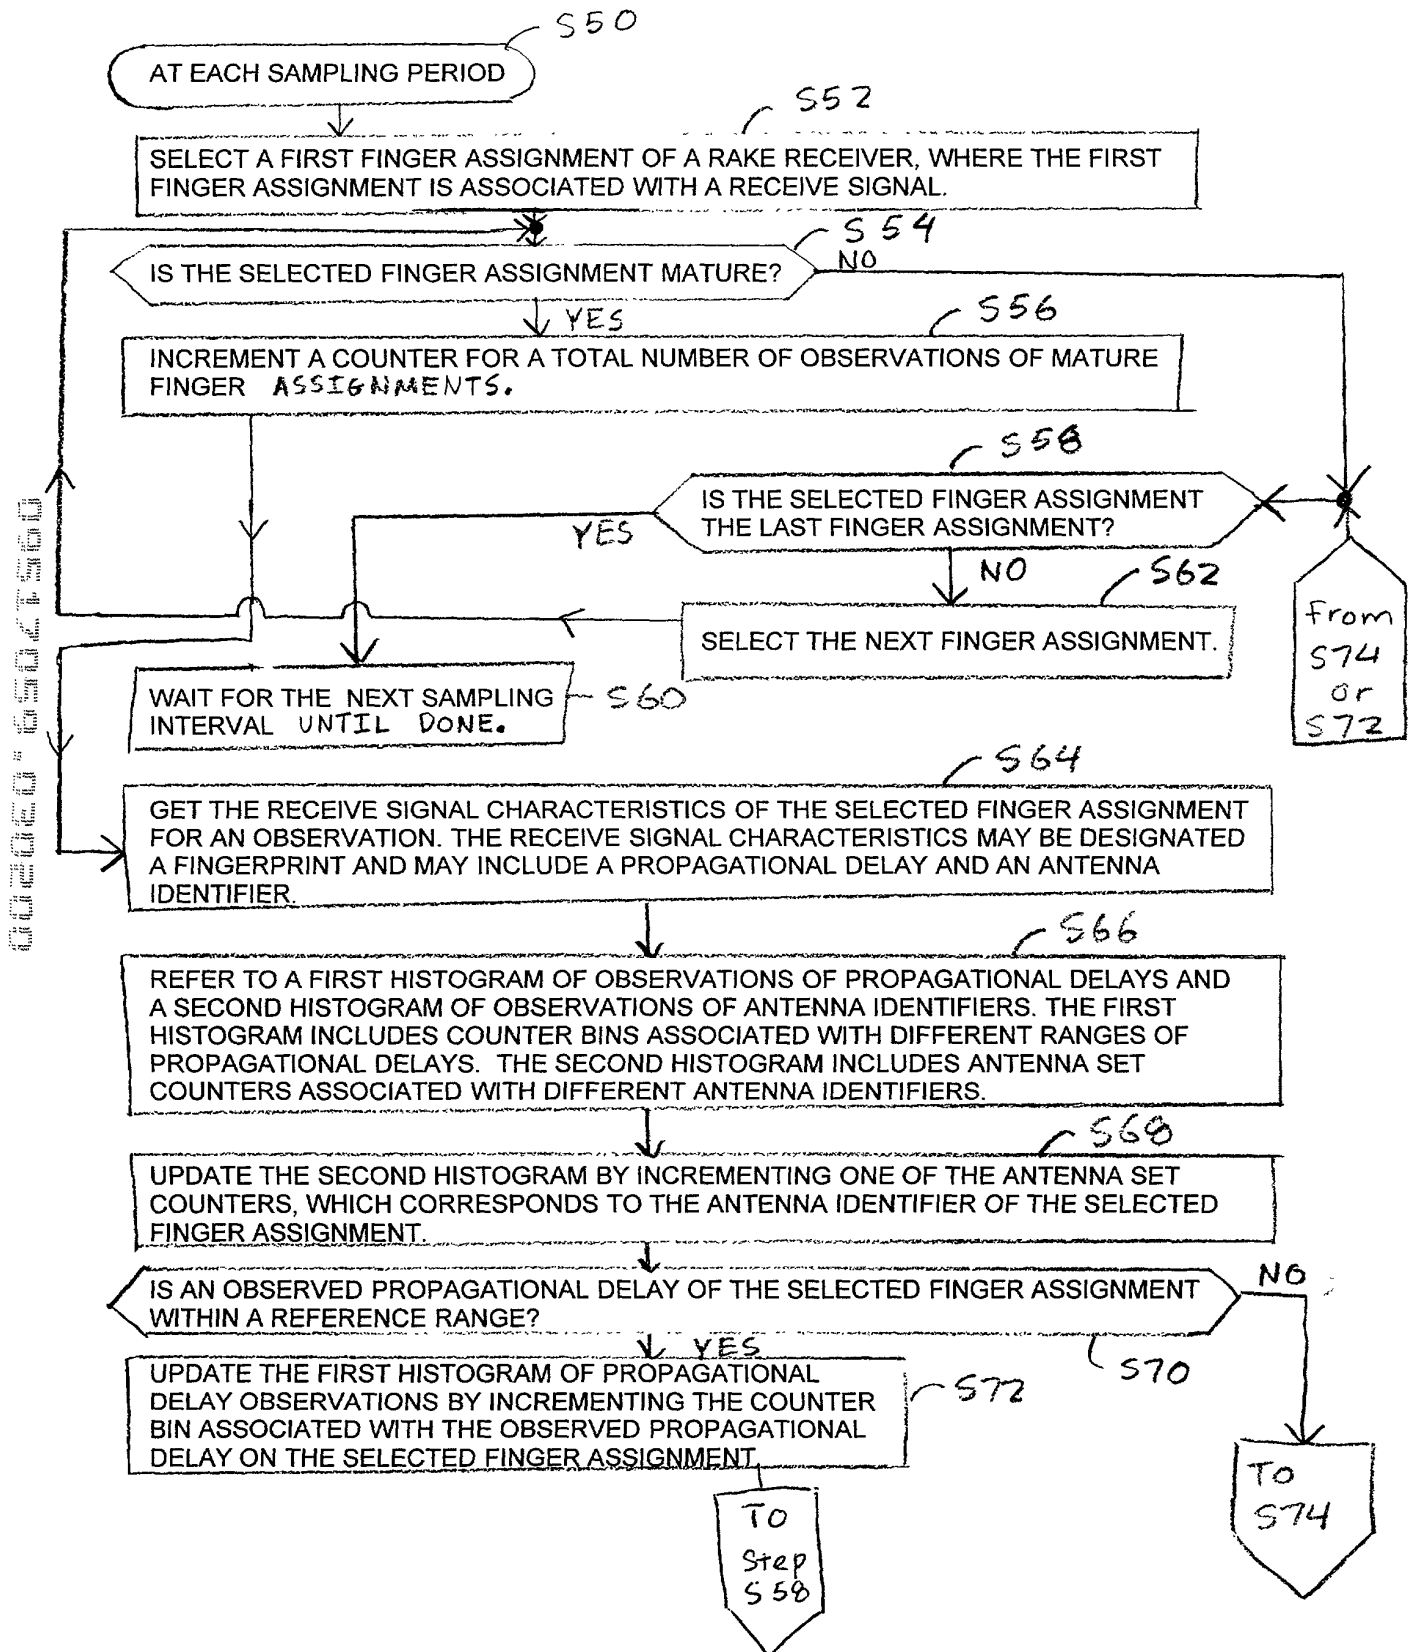 S50
AT EACH SAMPLING PERIOD
S52
SELECT A FIRST FINGER ASSIGNMENT OF A RAKE RECEIVER, WHERE THE FIRST
FINGER ASSIGNMENT IS ASSOCIATED WITH A RECEIVE SIGNAL.
S54
IS THE SELECTED FINGER ASSIGNMENT MATURE?
NO
YES
S56
INCREMENT A COUNTER FOR A TOTAL NUMBER OF OBSERVATIONS OF MATURE
FINGER ASSIGNMENTS.
S58
IS THE SELECTED FINGER ASSIGNMENT
THE LAST FINGER ASSIGNMENT?
YES
NO
S62
SELECT THE NEXT FINGER ASSIGNMENT.
from
S74
or
S72
WAIT FOR THE NEXT SAMPLING
INTERVAL UNTIL DONE.
S60
S64
GET THE RECEIVE SIGNAL CHARACTERISTICS OF THE SELECTED FINGER ASSIGNMENT
FOR AN OBSERVATION. THE RECEIVE SIGNAL CHARACTERISTICS MAY BE DESIGNATED
A FINGERPRINT AND MAY INCLUDE A PROPAGATIONAL DELAY AND AN ANTENNA
IDENTIFIER.
S66
REFER TO A FIRST HISTOGRAM OF OBSERVATIONS OF PROPAGATIONAL DELAYS AND
A SECOND HISTOGRAM OF OBSERVATIONS OF ANTENNA IDENTIFIERS. THE FIRST
HISTOGRAM INCLUDES COUNTER BINS ASSOCIATED WITH DIFFERENT RANGES OF
PROPAGATIONAL DELAYS. THE SECOND HISTOGRAM INCLUDES ANTENNA SET
COUNTERS ASSOCIATED WITH DIFFERENT ANTENNA IDENTIFIERS.
S68
UPDATE THE SECOND HISTOGRAM BY INCREMENTING ONE OF THE ANTENNA SET
COUNTERS, WHICH CORRESPONDS TO THE ANTENNA IDENTIFIER OF THE SELECTED
FINGER ASSIGNMENT.
IS AN OBSERVED PROPAGATIONAL DELAY OF THE SELECTED FINGER ASSIGNMENT
WITHIN A REFERENCE RANGE?
NO
YES
S70
UPDATE THE FIRST HISTOGRAM OF PROPAGATIONAL
DELAY OBSERVATIONS BY INCREMENTING THE COUNTER
BIN ASSOCIATED WITH THE OBSERVED PROPAGATIONAL
DELAY ON THE SELECTED FINGER ASSIGNMENT.
S72
TO
Step
S58
TO
S74
09517059.030200